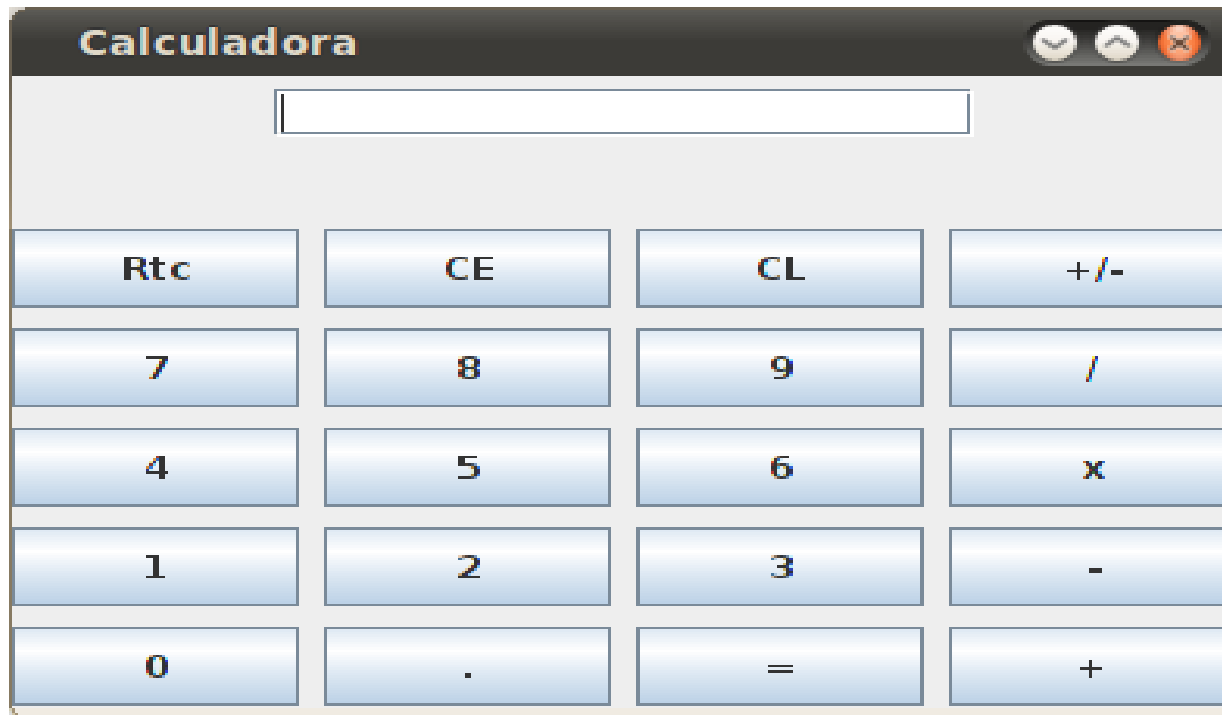 Calculadora
Rtc CE CL +/-
7 8 9 /
4 5 6 x
1 2 3 -
0 . = +